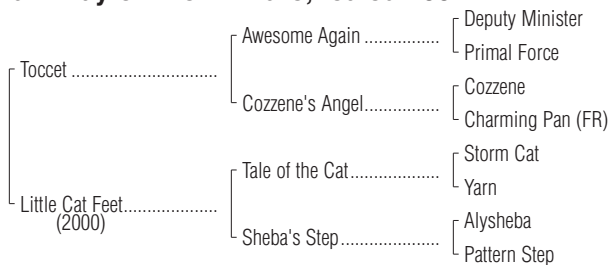 Deputy Minister
Awesome Again ................
Primal Force
Toccet ...............................
Cozzene
Cozzene's Angel................
Charming Pan (FR)
Storm Cat
Tale of the Cat...................
Yarn
Little Cat Feet....................
(2000)
Alysheba
Sheba's Step.....................
Pattern Step